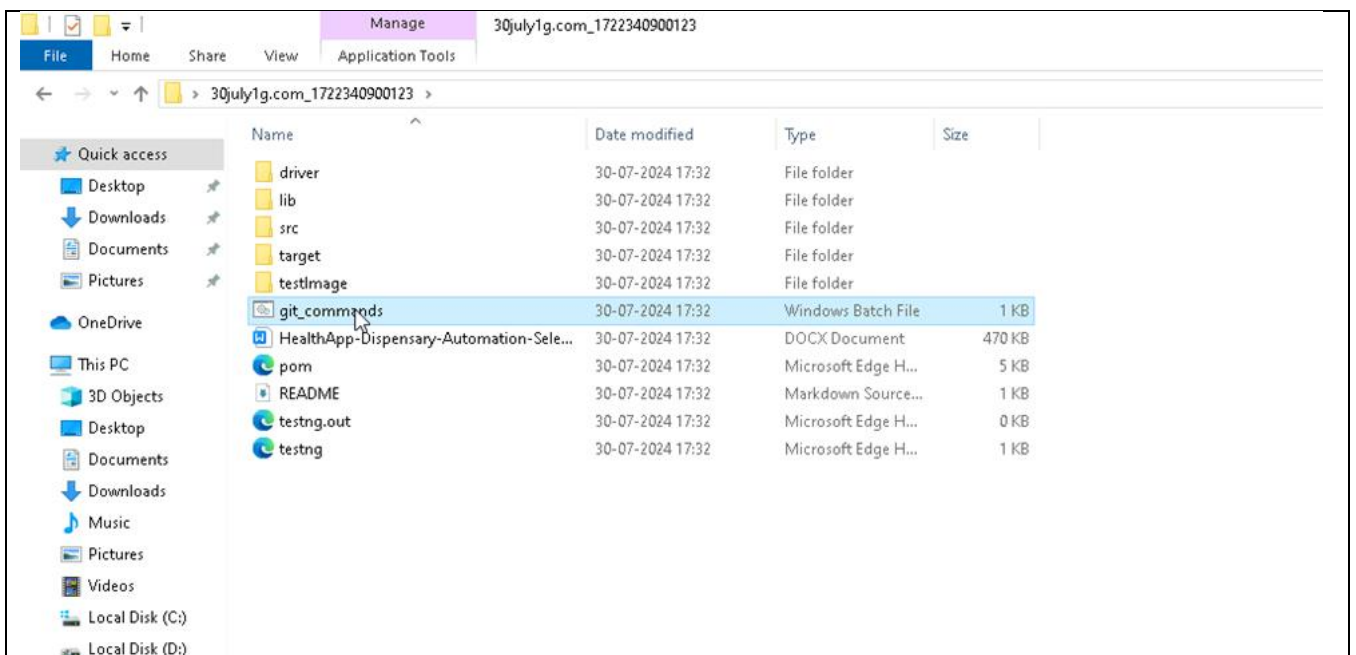 Manage 30july1g.com_1722340900123
File Home Share View Application Tools
30july1g.com_1722340900123
Name Date modified Type Size
Quick access
Desktop
Downloads
Documents
Pictures
OneDrive
This PC
3D Objects
Desktop
Documents
Downloads
Music
Pictures
Videos
Local Disk (C:)
Local Disk (D:)
driver 30-07-2024 17:32 File folder
lib 30-07-2024 17:32 File folder
src 30-07-2024 17:32 File folder
target 30-07-2024 17:32 File folder
testImage 30-07-2024 17:32 File folder
git_commands 30-07-2024 17:32 Windows Batch File 1 KB
HealthApp-Dispensary-Automation-Sele... 30-07-2024 17:32 DOCX Document 470 KB
pom 30-07-2024 17:32 Microsoft Edge H... 5 KB
README 30-07-2024 17:32 Markdown Source... 1 KB
testng.out 30-07-2024 17:32 Microsoft Edge H... 0 KB
testng 30-07-2024 17:32 Microsoft Edge H... 1 KB